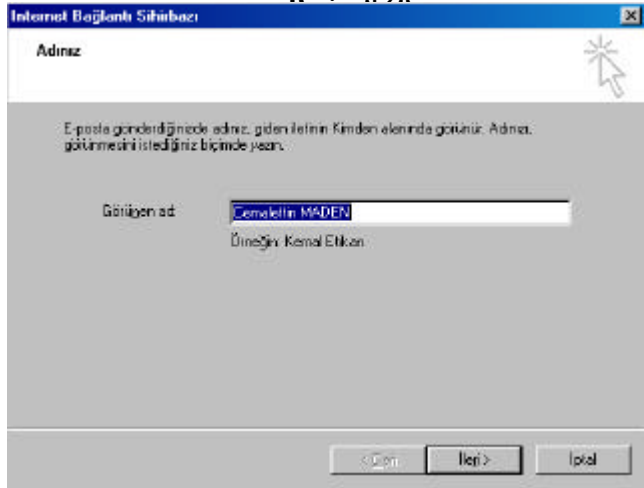 Internet Bağlantı Sihirbazı
Adınız
E-posta gönderdiğinizde adınız, giden iletinin Kimden alanında görünür. Adınızı,
görünmesini istediğiniz biçimde yazın.
Görünen ad:
Cemalettin MADEN
Örneğin: Kemal Etikan
< Geri
İleri >
İptal